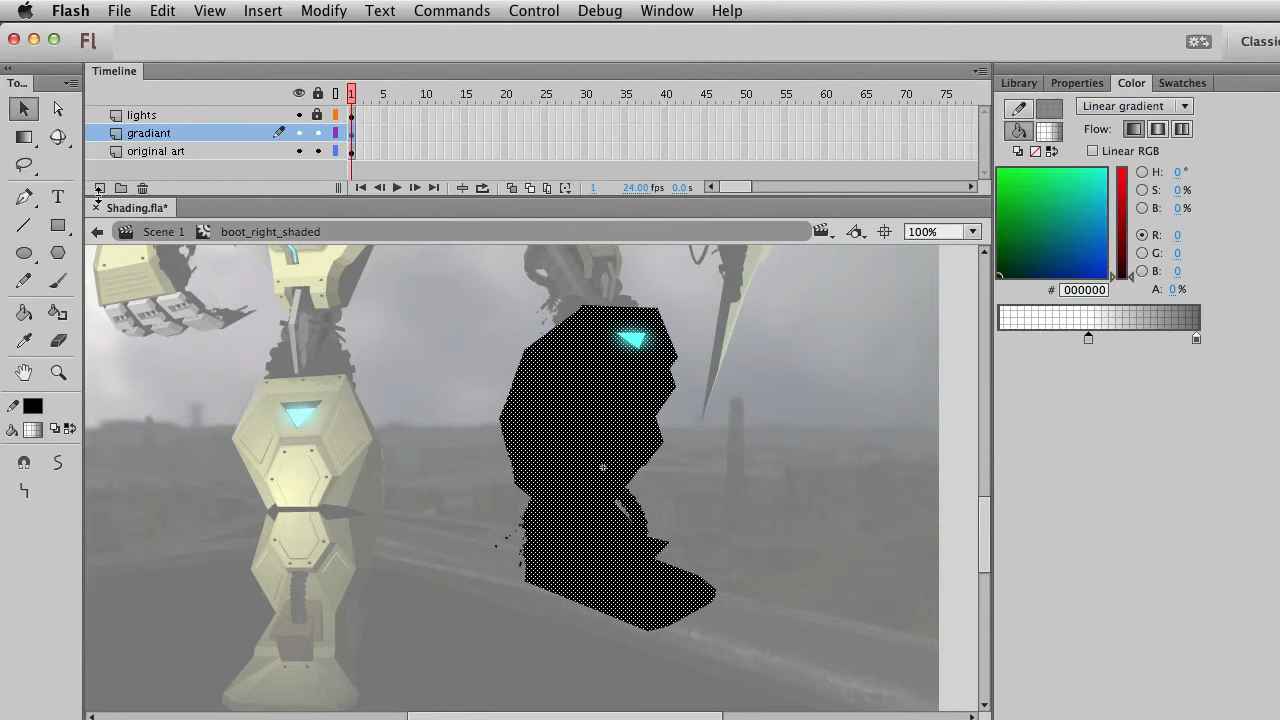 Flash File Edit View Insert Modify Text Commands Control Debug Window Help
Fl Classic
To... Timeline
1 5 10 15 20 25 30 35 40 45 50 55 60 65 70 75
lights
gradiant
original art
1 24.00 fps 0.0 s
Shading.fla*
Scene 1 boot_right_shaded 100%
Library Properties Color Swatches
Linear gradient
Flow:
Linear RGB
H: 0 °
S: 0 %
B: 0 %
R: 0
G: 0
B: 0
# 000000 A: 0 %
T